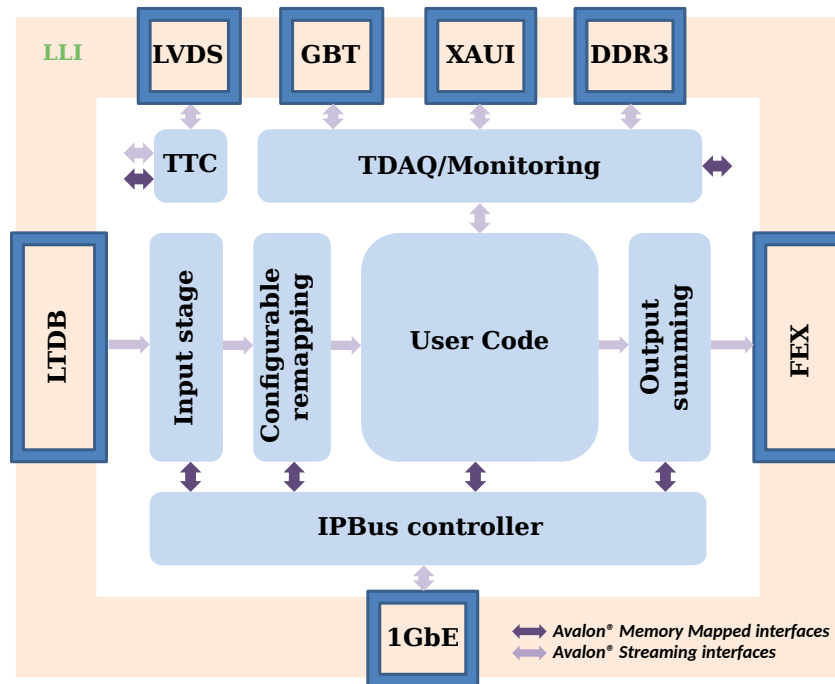 LLI
LVDS
GBT
XAUI
DDR3
TTC
TDAQ/Monitoring
LTDB
Input stage
Configurable
remapping
User Code
Output
summing
FEX
IPBus controller
1GbE
Avalon® Memory Mapped interfaces
Avalon® Streaming interfaces